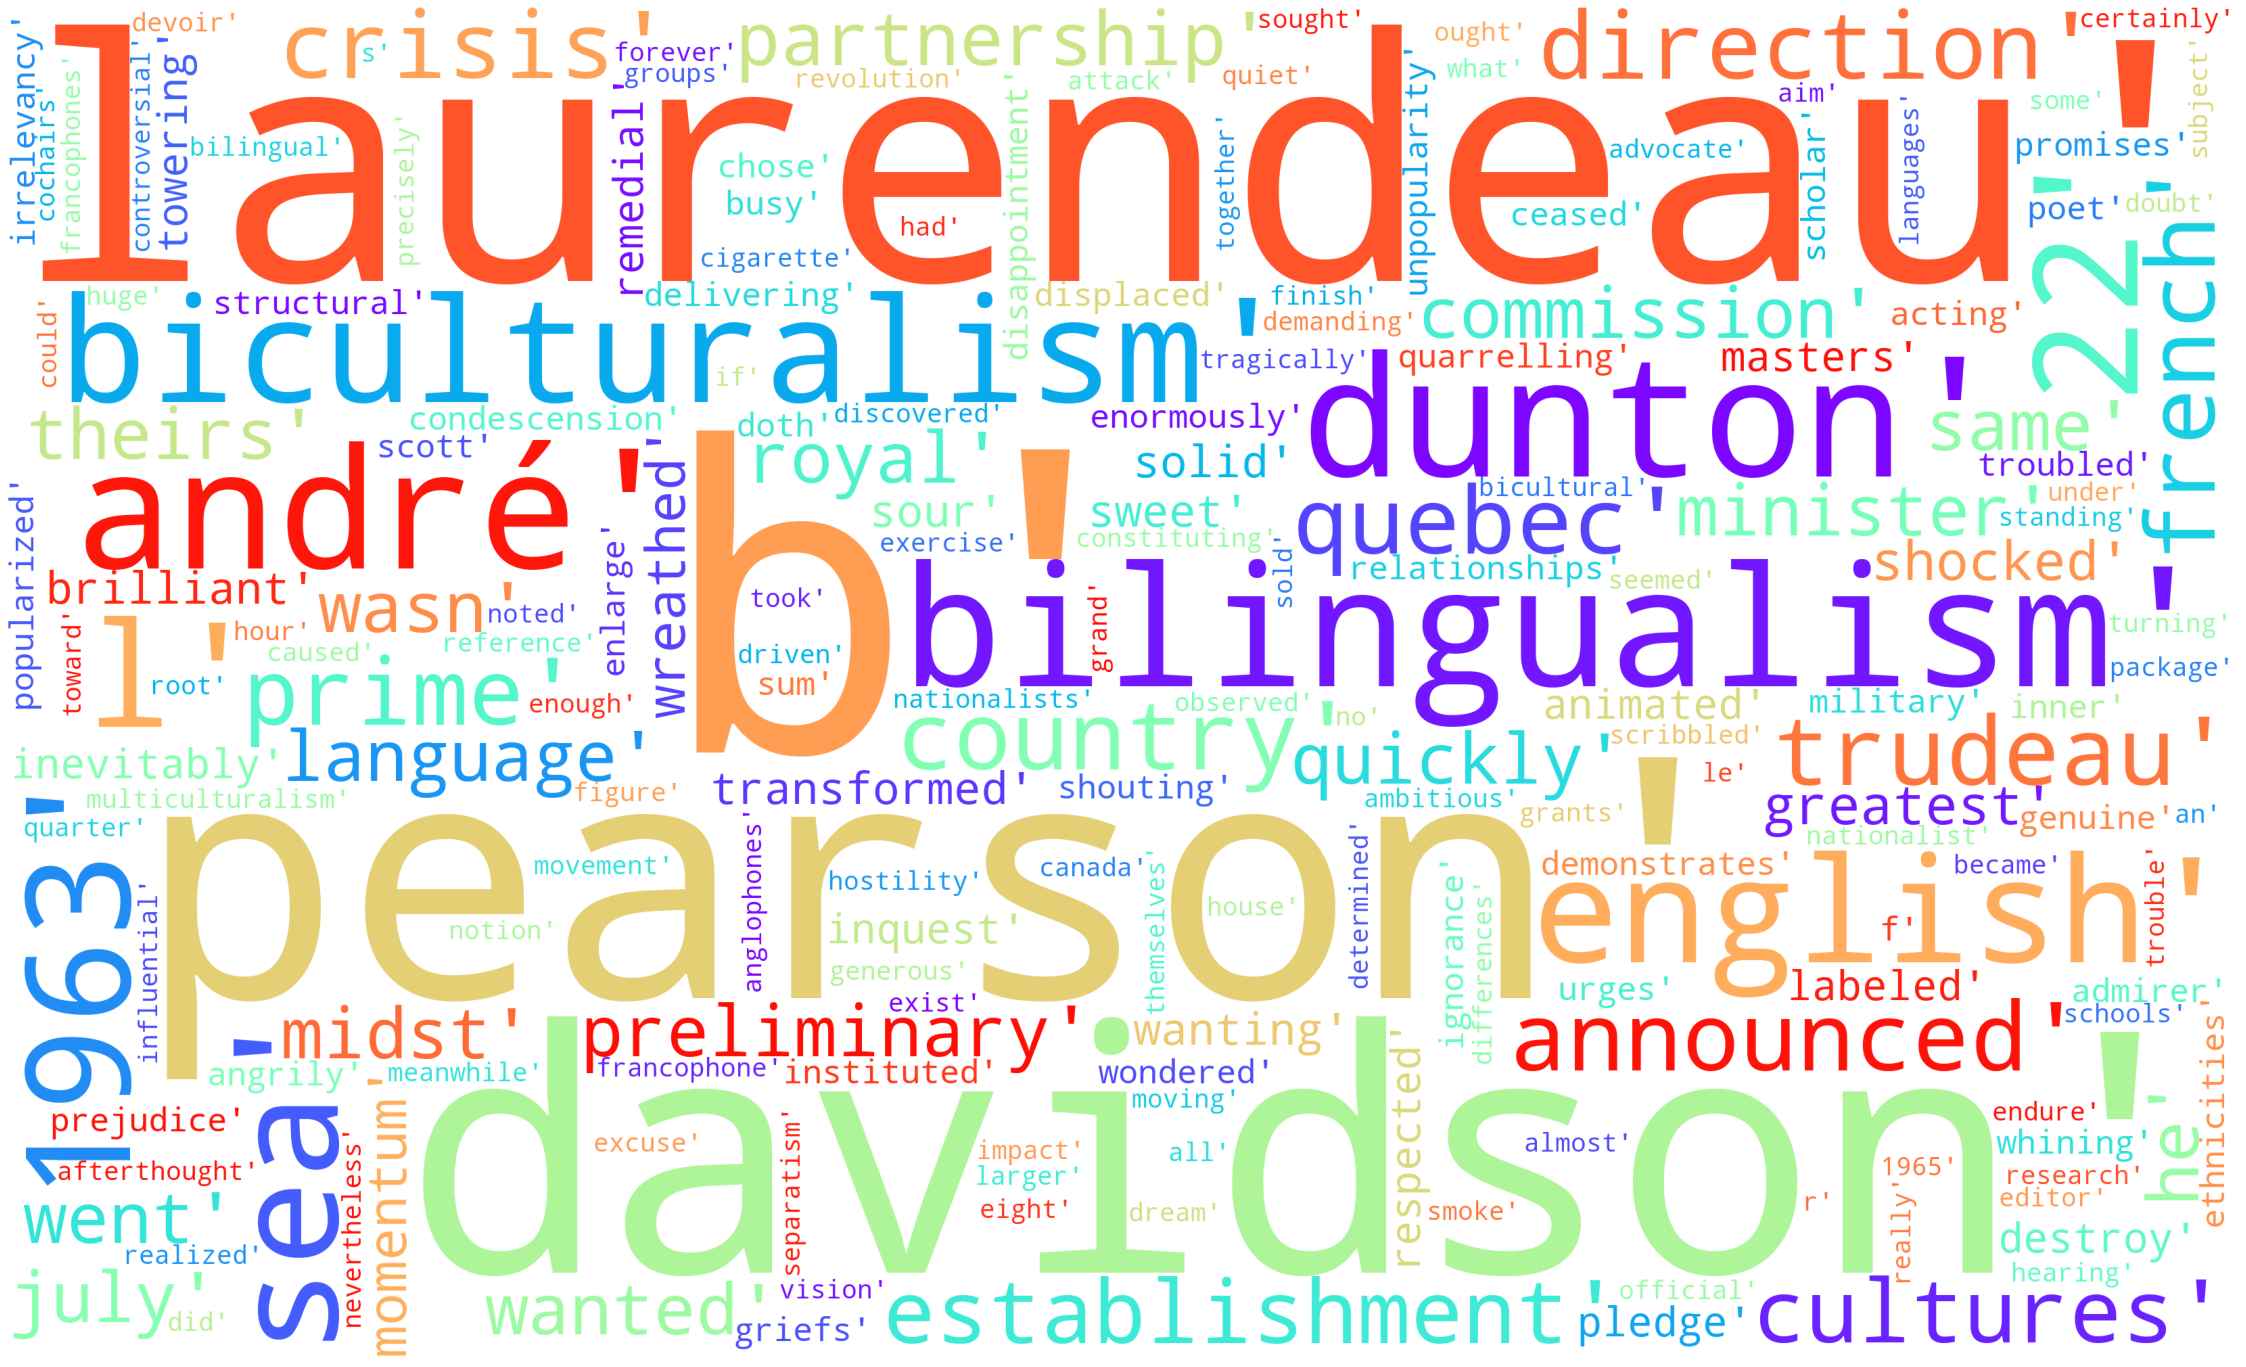 laurendeau'
b'
pearson'
davidson'
bilingualism'
biculturalism'
andré'
dunton'
english'
1963'
sea'
22'
french'
l'
crisis'
partnership'
direction'
commission'
royal'
quebec'
minister'
prime'
country'
trudeau'
language'
quickly'
announced'
preliminary'
establishment'
cultures'
wanted'
july'
went'
he'
midst'
momentum'
theirs'
same'
shocked'
wasn'
wreathed'
towering'
remedial'
irrelevancy'
cochairs'
francophones'
controversial'
devoir'
s'
forever'
groups'
revolution'
attack'
sought'
quiet'
ought'
what'
certainly'
aim'
some'
subject'
promises'
poet'
doubt'
languages'
scholar'
advocate'
ceased'
unpopularity'
together'
disappointment'
chose'
busy'
had'
cigarette'
precisely'
bilingual'
huge'
structural'
delivering'
displaced'
finish'
demanding'
acting'
could'
if'
tragically'
quarrelling'
masters'
condescension'
doth'
discovered'
enormously'
scott'
solid'
troubled'
sour'
sweet'
bicultural'
under'
standing'
exercise'
constituting'
sold'
relationships'
seemed'
popularized'
brilliant'
noted'
enlarge'
took'
grand'
turning'
toward'
hour'
caused'
reference'
driven'
sum'
root'
enough'
nationalists'
observed'
no'
animated'
military'
inner'
package'
scribbled'
inevitably'
le'
multiculturalism'
figure'
transformed'
shouting'
ambitious'
grants'
greatest'
genuine'
an'
quarter'
nationalist'
movement'
hostility'
canada'
demonstrates'
became'
influential'
notion'
anglophones'
inquest'
house'
themselves'
determined'
ignorance'
differences'
f'
trouble'
generous'
exist'
urges'
labeled'
admirer'
schools'
wanting'
angrily'
meanwhile'
francophone'
instituted'
wondered'
respected'
ethnicities'
prejudice'
moving'
endure'
afterthought'
nevertheless'
excuse'
separatism'
impact'
all'
almost'
whining'
larger'
1965'
research'
eight'
dream'
smoke'
r'
really'
editor'
realized'
destroy'
hearing'
did'
vision'
griefs'
official'
pledge'